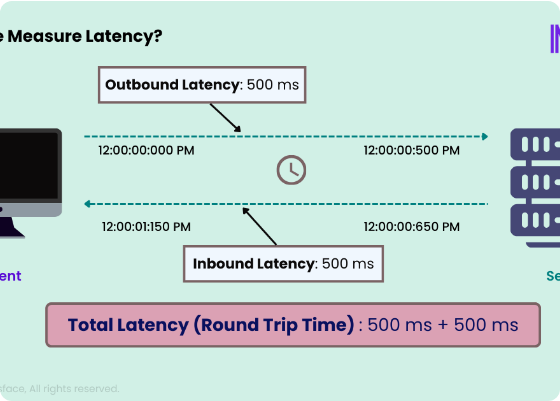 e Measure Latency?
Outbound Latency: 500 ms
12:00:00:000 PM
12:00:00:500 PM
12:00:01:150 PM
12:00:00:650 PM
Inbound Latency: 500 ms
ent
Se
Total Latency (Round Trip Time) : 500 ms + 500 ms
nface, All rights reserved.